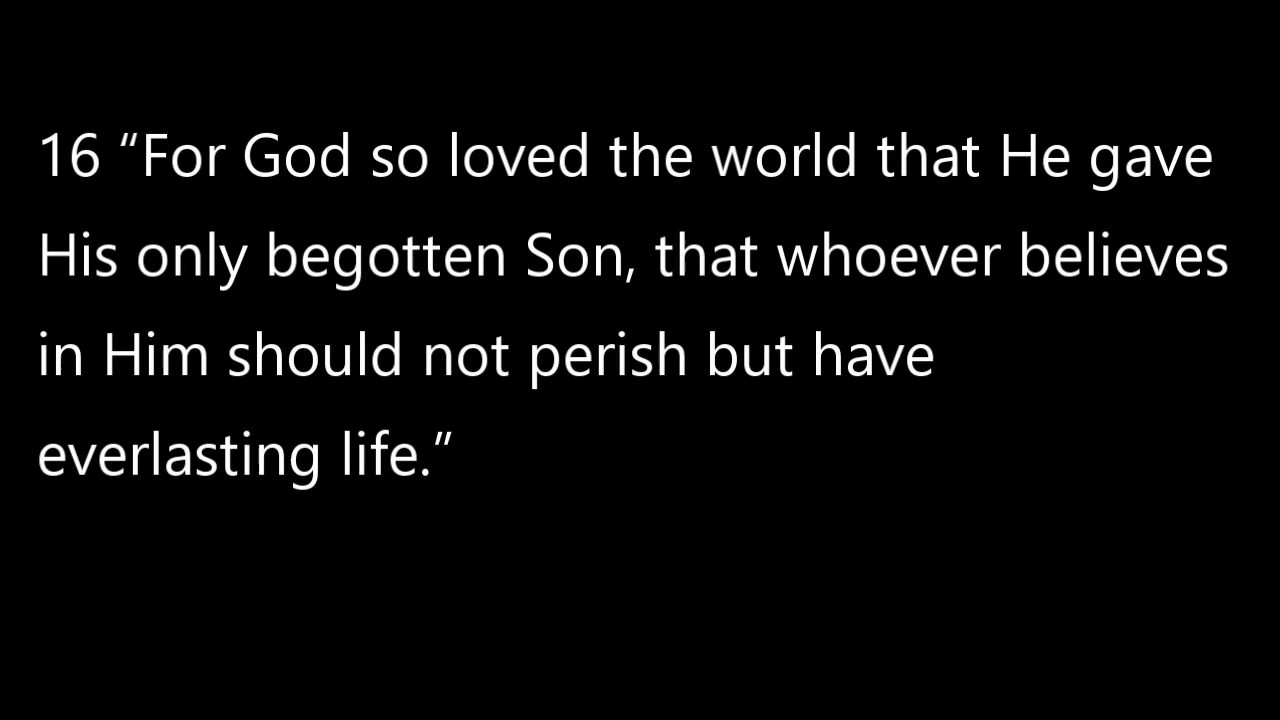 16 “For God so loved the world that He gave
His only begotten Son, that whoever believes
in Him should not perish but have
everlasting life.”